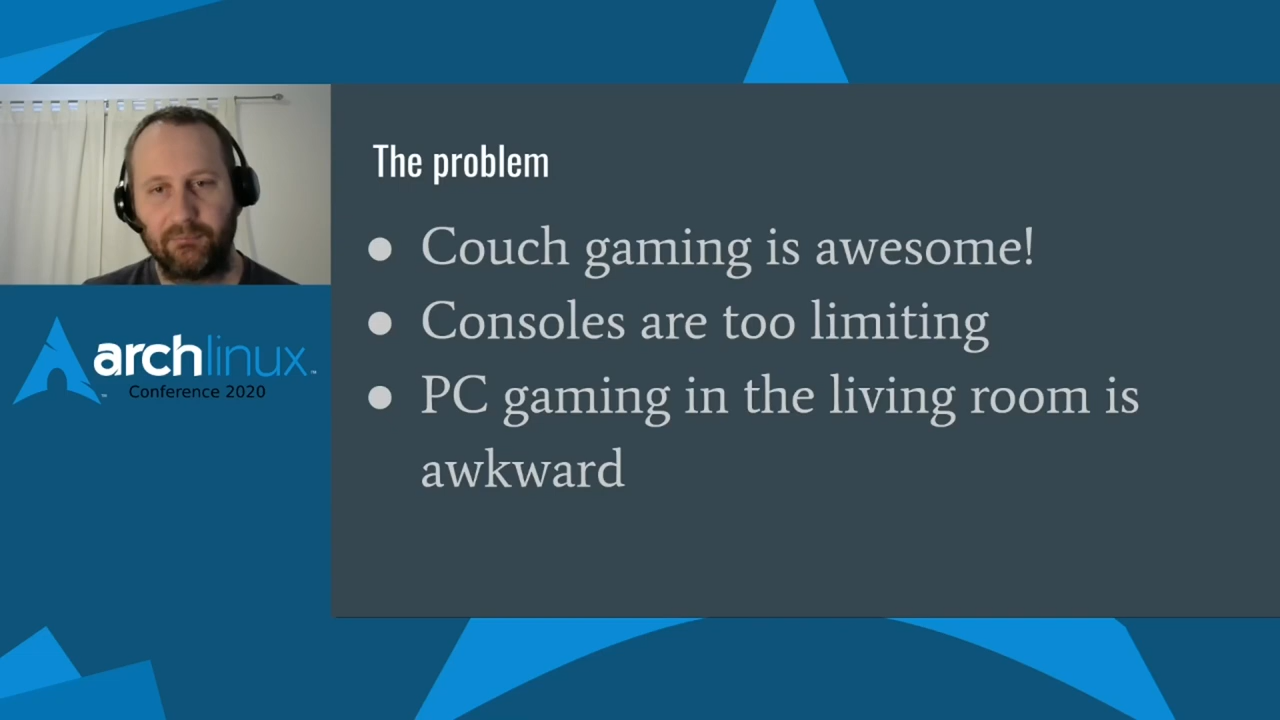 The problem
● Couch gaming is awesome!
● Consoles are too limiting
● PC gaming in the living room is
awkward
archlinux™
Conference 2020